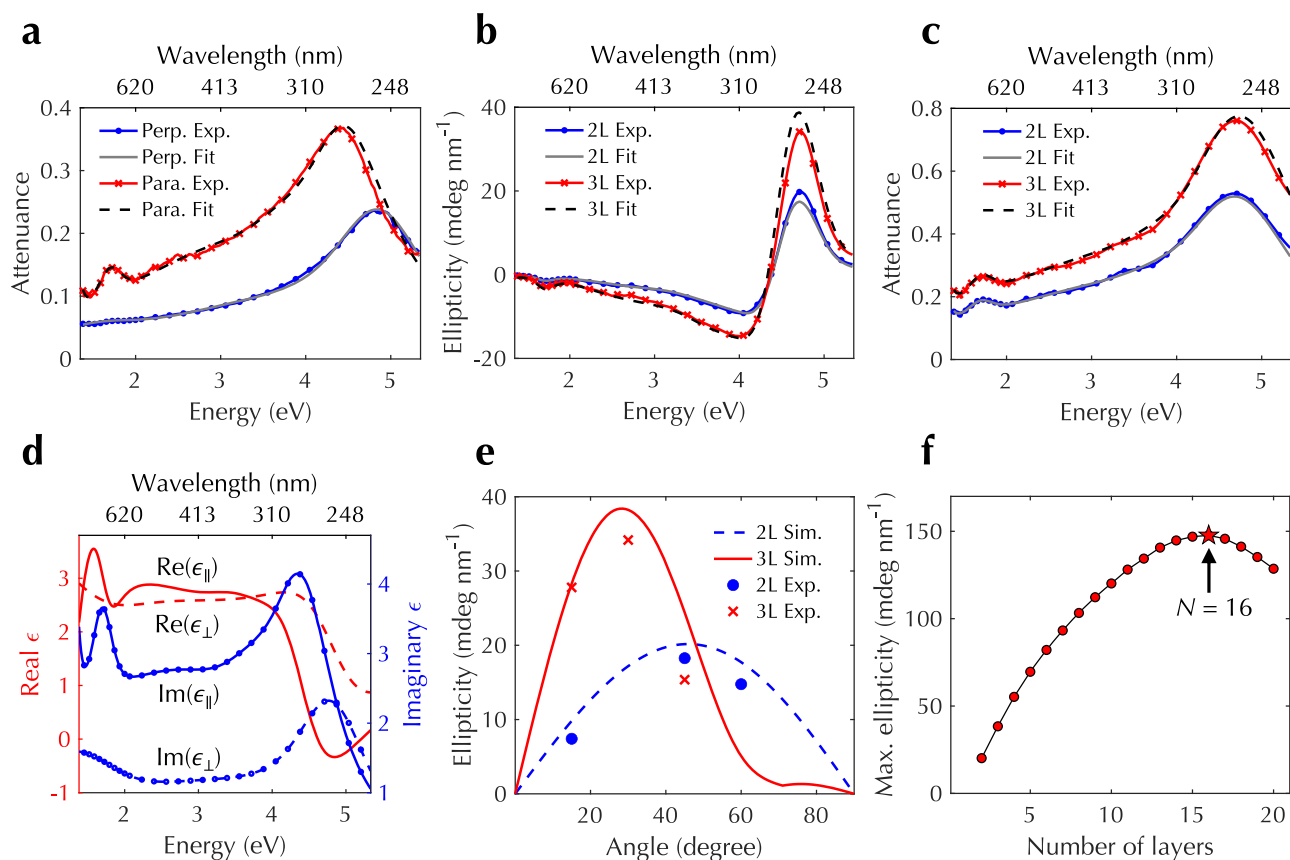 a
Wavelength (nm)
620 413 310 248
0.4
0.3
0.2
0.1
0
Attenuance
Perp. Exp.
Perp. Fit
Para. Exp.
Para. Fit
2 3 4 5
Energy (eV)
b
Wavelength (nm)
620 413 310 248
40
20
0
-20
Ellipticity (mdeg nm⁻¹)
2L Exp.
2L Fit
3L Exp.
3L Fit
2 3 4 5
Energy (eV)
c
Wavelength (nm)
620 413 310 248
0.8
0.6
0.4
0.2
0
Attenuance
2L Exp.
2L Fit
3L Exp.
3L Fit
2 3 4 5
Energy (eV)
d
Wavelength (nm)
620 413 310 248
3
2
1
0
-1
Real ϵ
Re(ϵ∥)
Re(ϵ⊥)
Im(ϵ∥)
Im(ϵ⊥)
4
3
2
1
Imaginary ϵ
2 3 4 5
Energy (eV)
e
40
30
20
10
0
Ellipticity (mdeg nm⁻¹)
2L Sim.
3L Sim.
2L Exp.
3L Exp.
0 20 40 60 80
Angle (degree)
f
200
150
100
50
0
Max. ellipticity (mdeg nm⁻¹)
N = 16
5 10 15 20
Number of layers